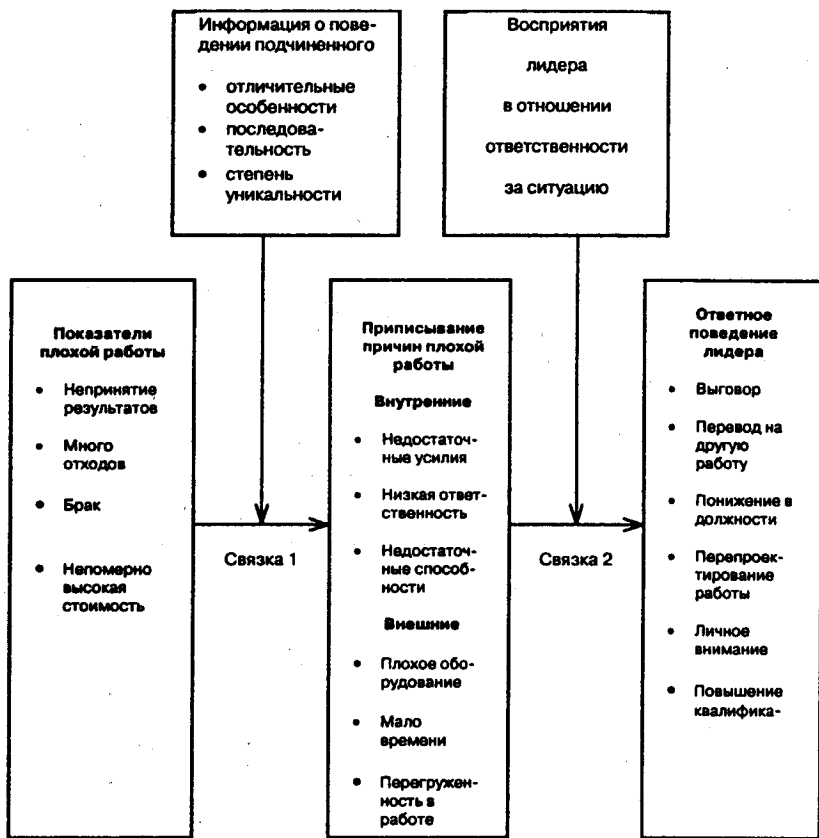 Информация о пове-
дении подчиненного
• отличительные
особенности
• последова-
тельность
• степень
уникальности
Восприятия
лидера
в отношении
ответственности
за ситуацию
Показатели
плохой работы
• Непринятие
результатов
• Много
отходов
• Брак
• Непомерно
высокая
стоимость
Связка 1
Приписывание
причин плохой
работы
Внутренние
• Недостаточ-
ные усилия
• Низкая ответ-
ственность
• Недостаточ-
ные способ-
ности
Внешние
• Плохое обо-
рудование
• Мало
времени
• Перегружен-
ность в
работе
Связка 2
Ответное
поведение
лидера
• Выговор
• Перевод на
другую
работу
• Понижение в
должности
• Перепроек-
тирование
работы
• Личное
внимание
• Повышение
квалифика-